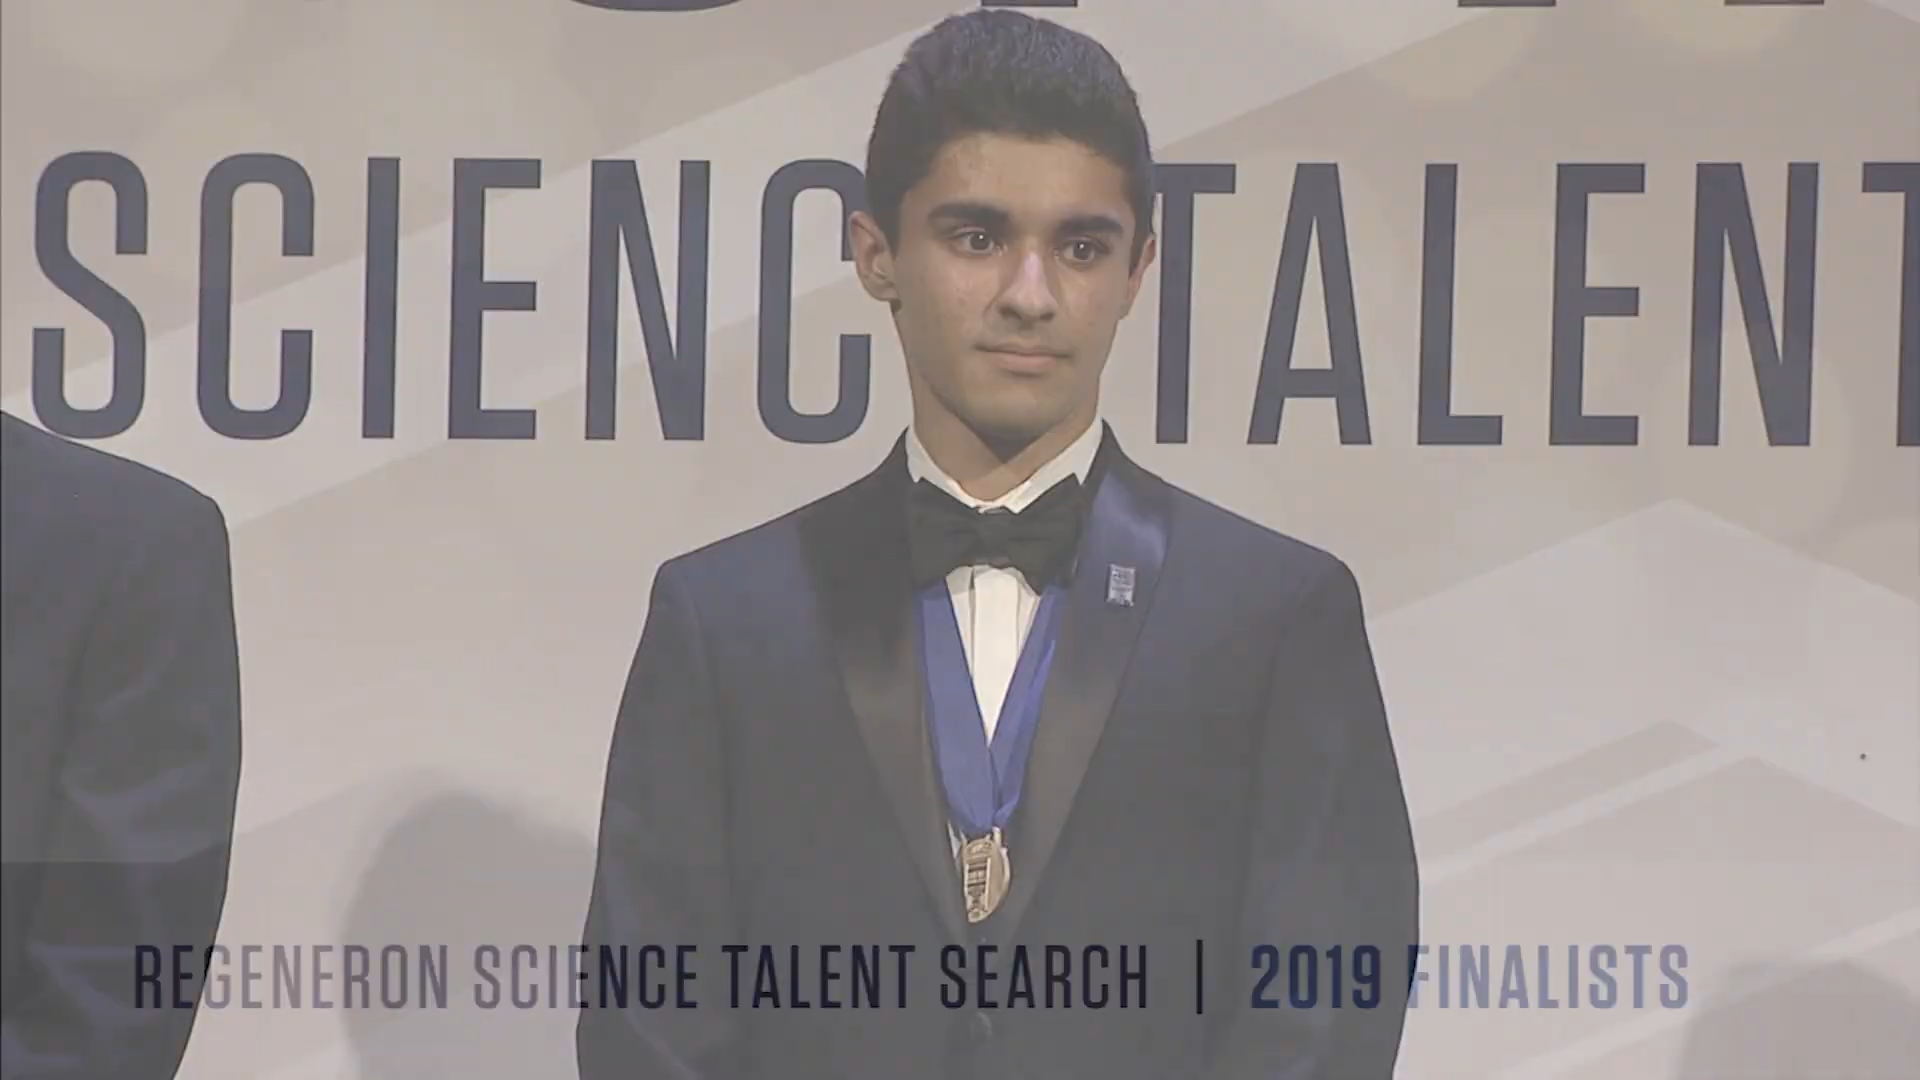 SCIENC TALENT
REGENERON SCIENCE TALENT SEARCH | 2019 FINALISTS